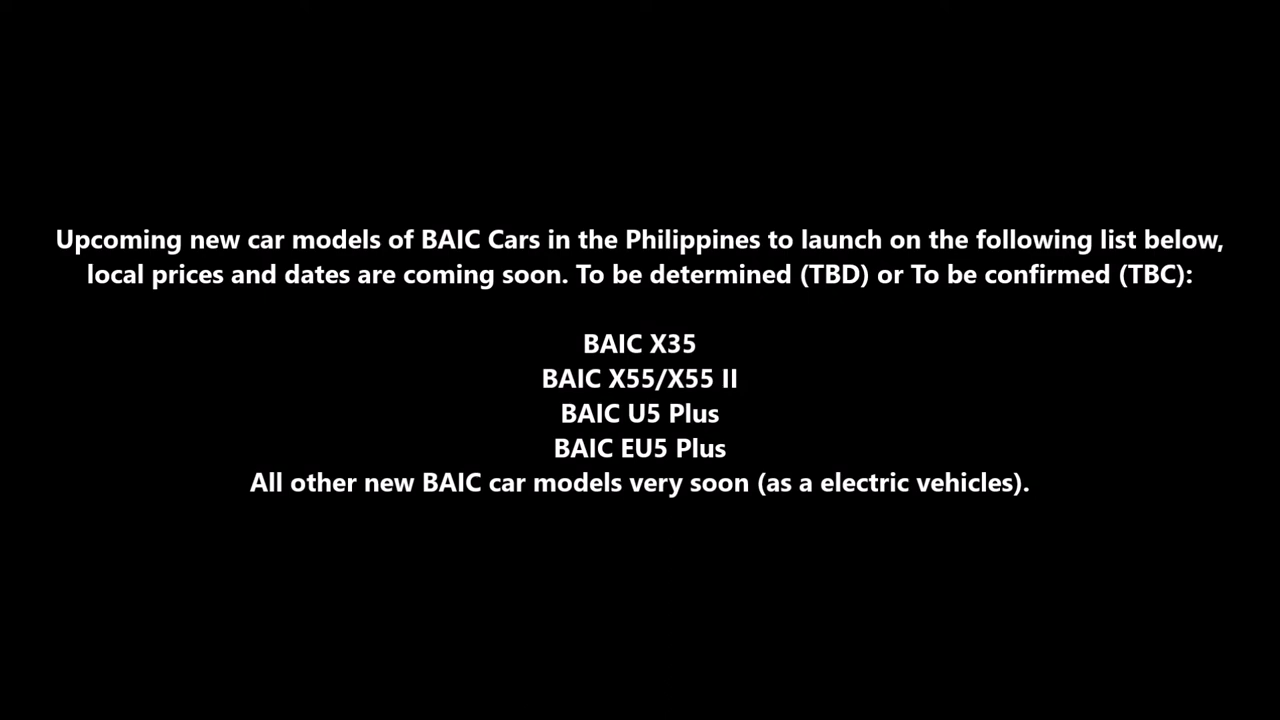 Upcoming new car models of BAIC Cars in the Philippines to launch on the following list below,
local prices and dates are coming soon. To be determined (TBD) or To be confirmed (TBC):
BAIC X35
BAIC X55/X55 II
BAIC U5 Plus
BAIC EU5 Plus
All other new BAIC car models very soon (as a electric vehicles).